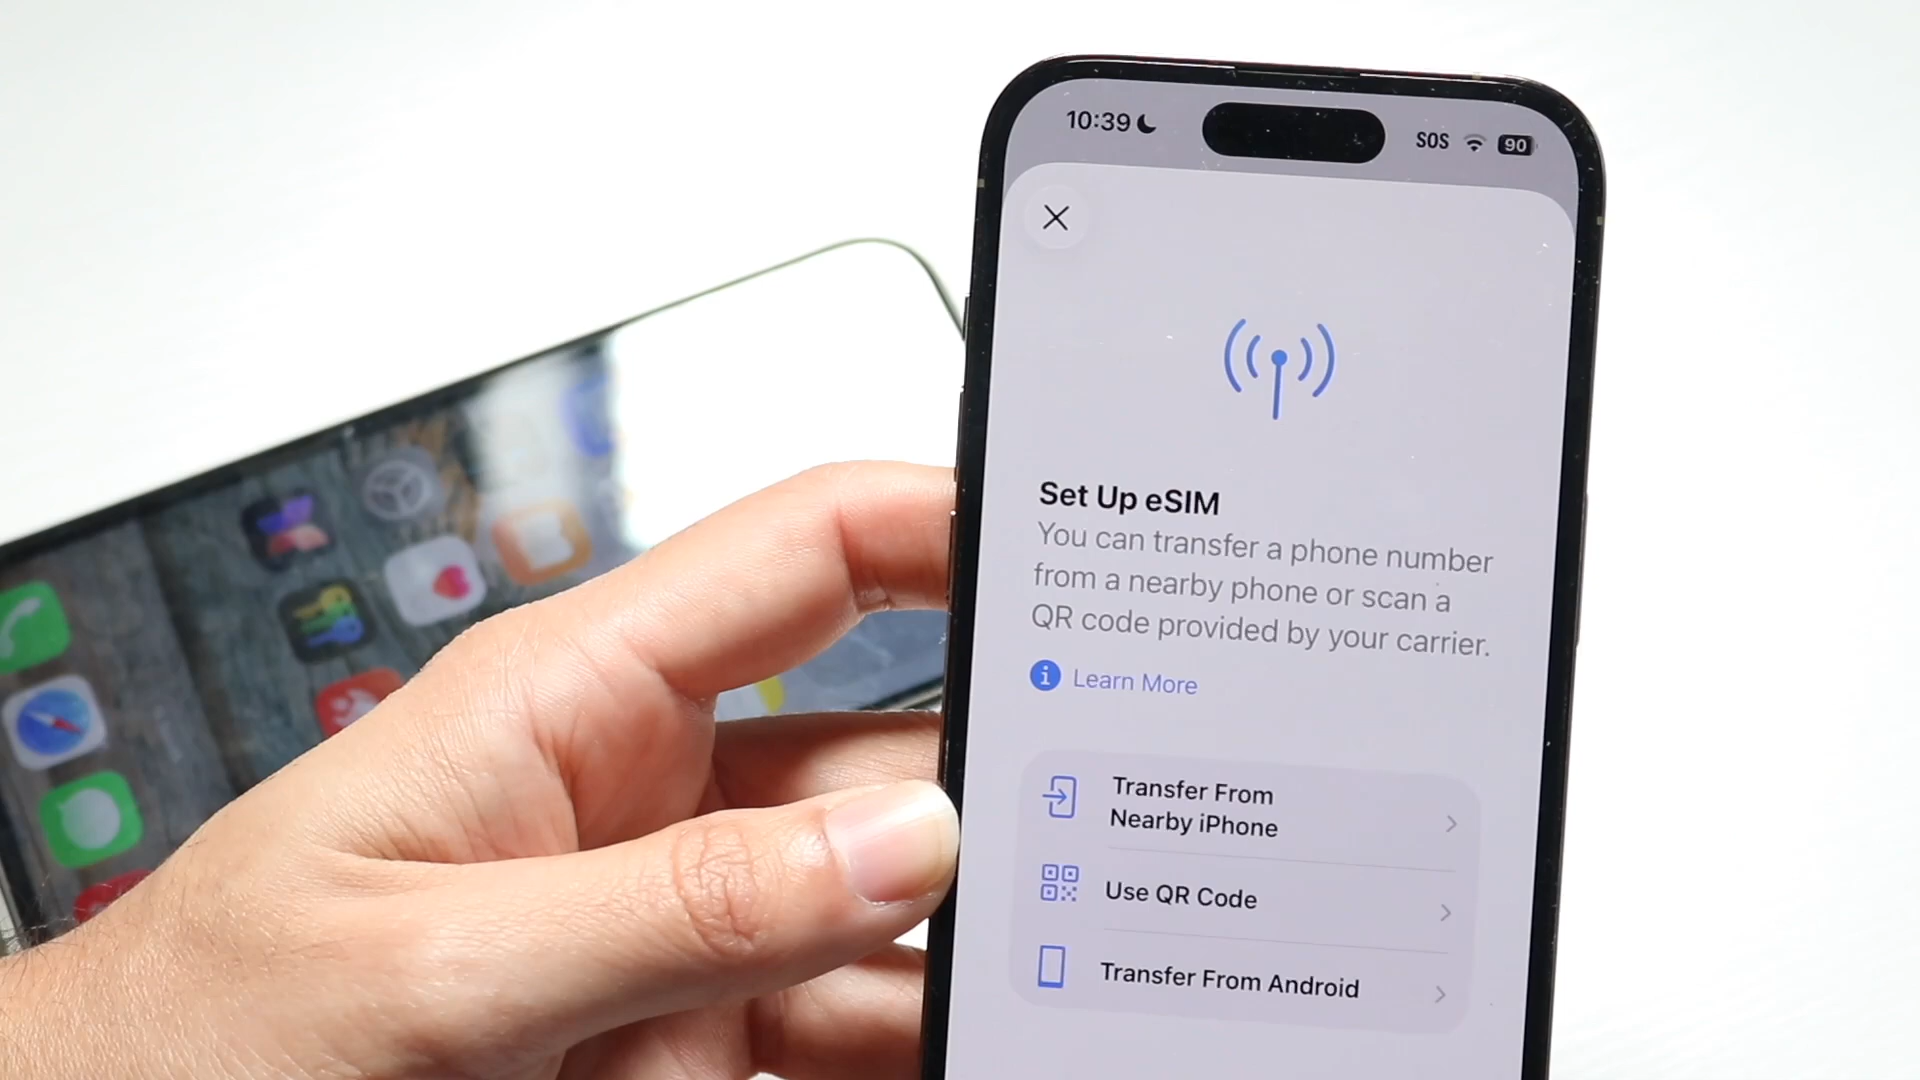 10:39
SOS
90
Set Up eSIM
You can transfer a phone number
from a nearby phone or scan a
QR code provided by your carrier.
Learn More
Transfer From
Nearby iPhone
Use QR Code
Transfer From Android